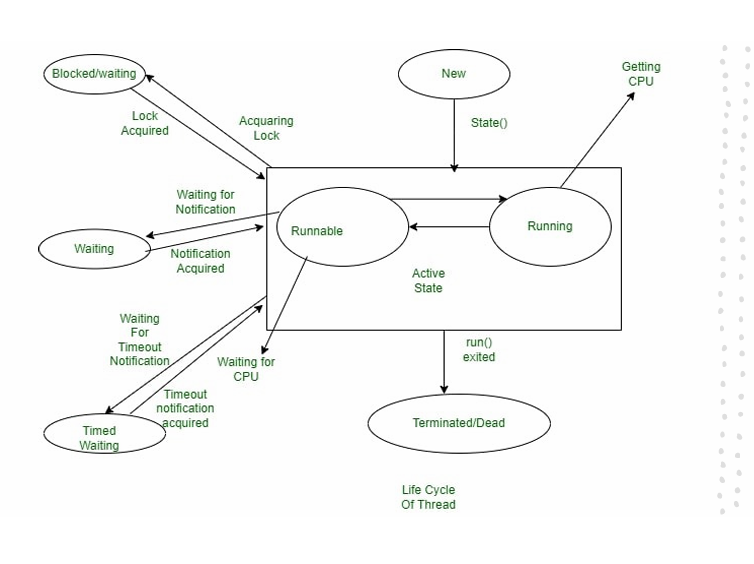 Blocked/waiting
New
Getting
CPU
Lock
Acquired
Acquaring
Lock
State()
Waiting for
Notification
Runnable
Running
Waiting
Notification
Acquired
Active
State
Waiting
For
Timeout
Notification
Waiting for
CPU
run()
exited
Timeout
notification
acquired
Timed
Waiting
Terminated/Dead
Life Cycle
Of Thread